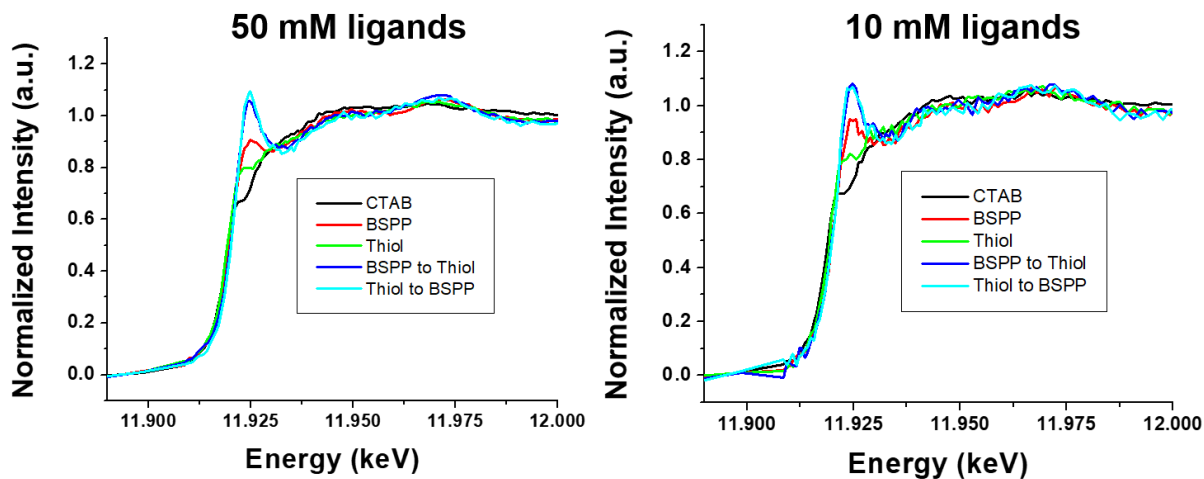 50 mM ligands
Normalized Intensity (a.u.)
1.2
1.0
0.8
0.6
0.4
0.2
0.0
CTAB
BSPP
Thiol
BSPP to Thiol
Thiol to BSPP
11.900
11.925
11.950
11.975
12.000
Energy (keV)
10 mM ligands
Normalized Intensity (a.u.)
1.2
1.0
0.8
0.6
0.4
0.2
0.0
CTAB
BSPP
Thiol
BSPP to Thiol
Thiol to BSPP
11.900
11.925
11.950
11.975
12.000
Energy (keV)